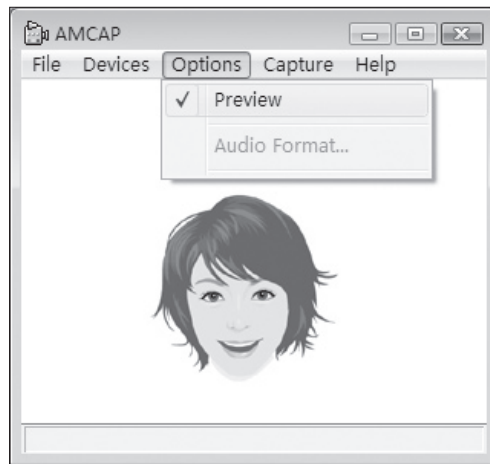 AMCAP
File Devices Options Capture Help
Preview
Audio Format...